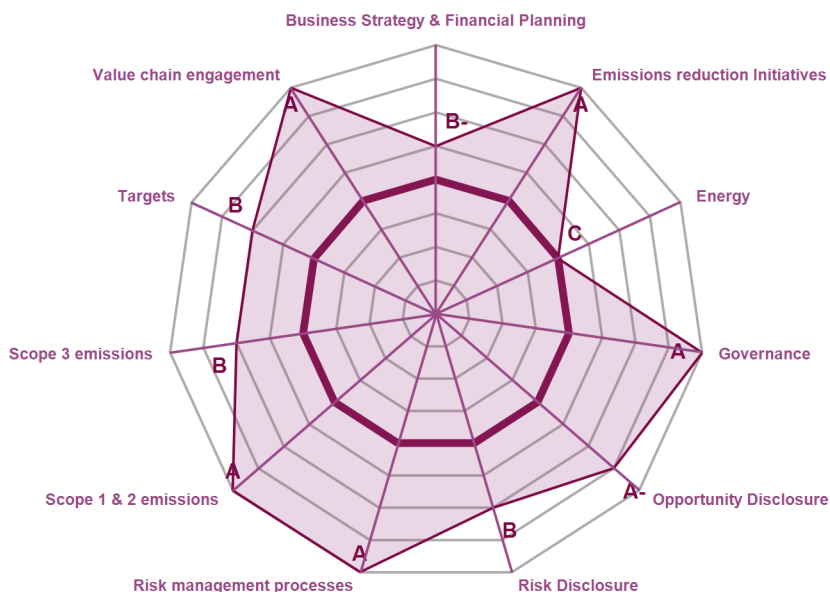 Business Strategy & Financial Planning
Value chain engagement
Emissions reduction Initiatives
A
A
B-
Targets
B
Energy
C
Scope 3 emissions
B
A
Governance
Scope 1 & 2 emissions
A
A-
Opportunity Disclosure
Risk management processes
A
B
Risk Disclosure